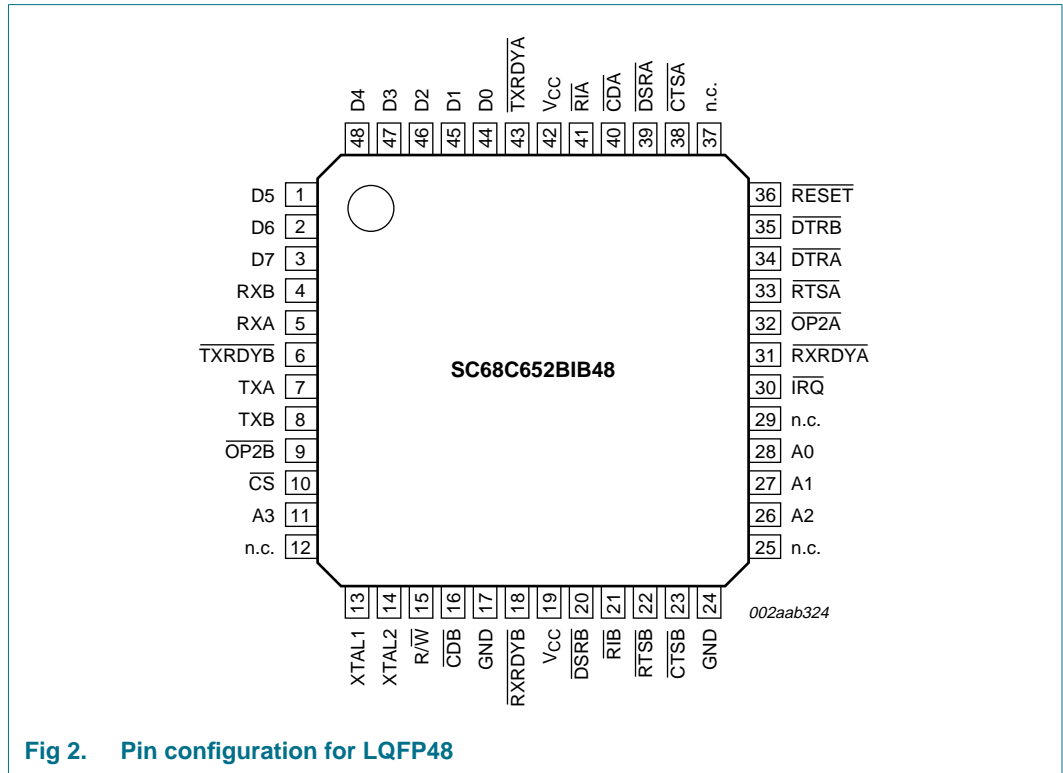 D4 D3 D2 D1 D0 TXRDYA VCC RIA CDA DSRA CTSA n.c.
48 47 46 45 44 43 42 41 40 39 38 37
D5 1
D6 2
D7 3
RXB 4
RXA 5
TXRDYB 6
TXA 7
TXB 8
OP2B 9
CS 10
A3 11
n.c. 12
SC68C652BIB48
36 RESET
35 DTRB
34 DTRA
33 RTSA
32 OP2A
31 RXRDYA
30 IRQ
29 n.c.
28 A0
27 A1
26 A2
25 n.c.
13 14 15 16 17 18 19 20 21 22 23 24
XTAL1 XTAL2 R/W CDB GND RXRDYB VCC DSRB RIB RTSB CTSB GND
002aab324
Fig 2. Pin configuration for LQFP48